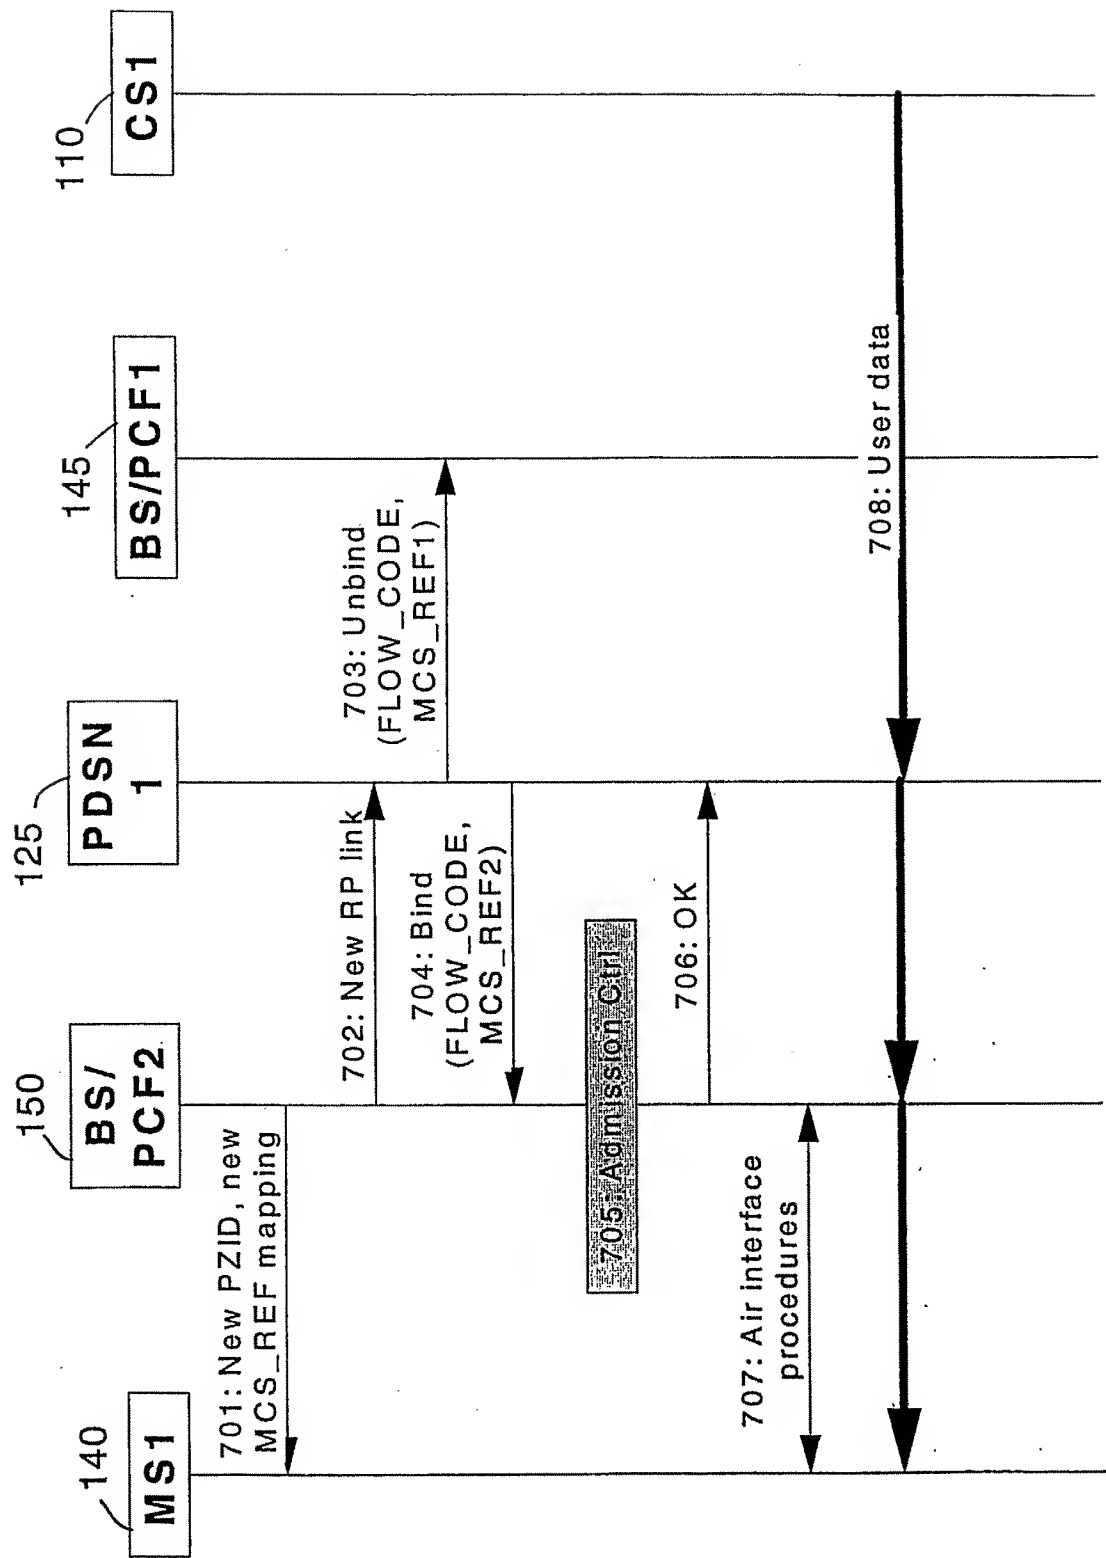 140
MS1
150
BS/
PCF2
125
PDSN
1
145
BS/PCF1
110
CS1
701: New PZID, new
MCS_REF mapping
702: New RP link
703: Unbind
(FLOW_CODE,
MCS_REF1)
704: Bind
(FLOW_CODE,
MCS_REF2)
705: Admission Ctrl
706: OK
707: Air interface
procedures
708: User data